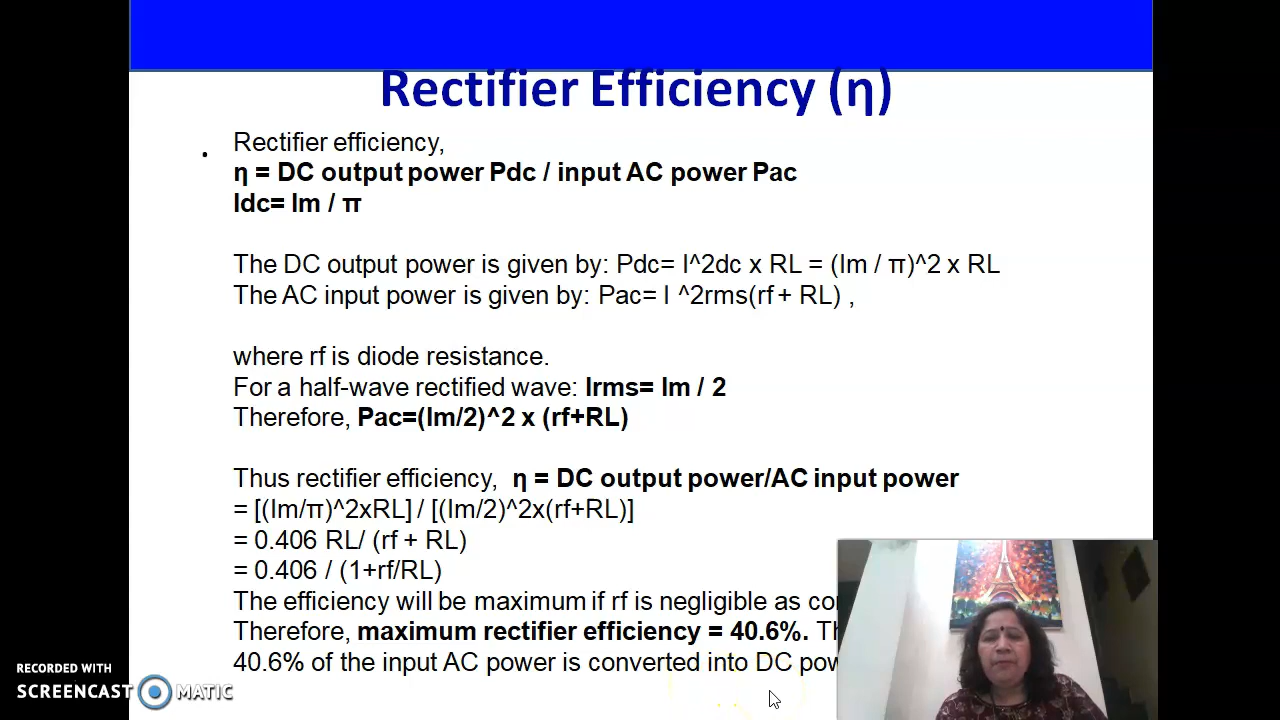 Rectifier Efficiency (η)
• Rectifier efficiency,
η = DC output power Pdc / input AC power Pac
Idc= Im / π
The DC output power is given by: Pdc= I^2dc x RL = (Im / π)^2 x RL
The AC input power is given by: Pac= I ^2rms(rf + RL) ,
where rf is diode resistance.
For a half-wave rectified wave: Irms= Im / 2
Therefore, Pac=(Im/2)^2 x (rf+RL)
Thus rectifier efficiency, η = DC output power/AC input power
= [(Im/π)^2xRL] / [(Im/2)^2x(rf+RL)]
= 0.406 RL/ (rf + RL)
= 0.406 / (1+rf/RL)
The efficiency will be maximum if rf is negligible as
Therefore, maximum rectifier efficiency = 40.6%.
40.6% of the input AC power is converted into DC
RECORDED WITH
SCREENCAST MATIC